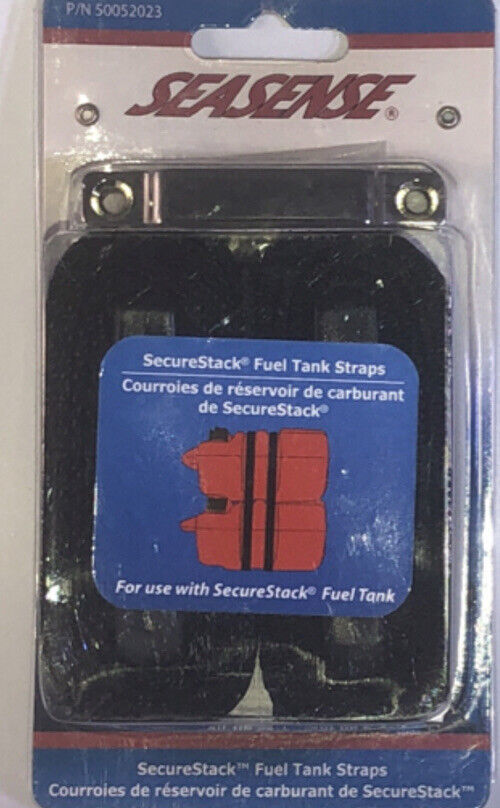 P/N 50052023
SEASENSE®
SecureStack® Fuel Tank Straps
Courroies de réservoir de carburant
de SecureStack®
For use with SecureStack® Fuel Tank
SecureStack™ Fuel Tank Straps
Courroies de réservoir de carburant de SecureStack™